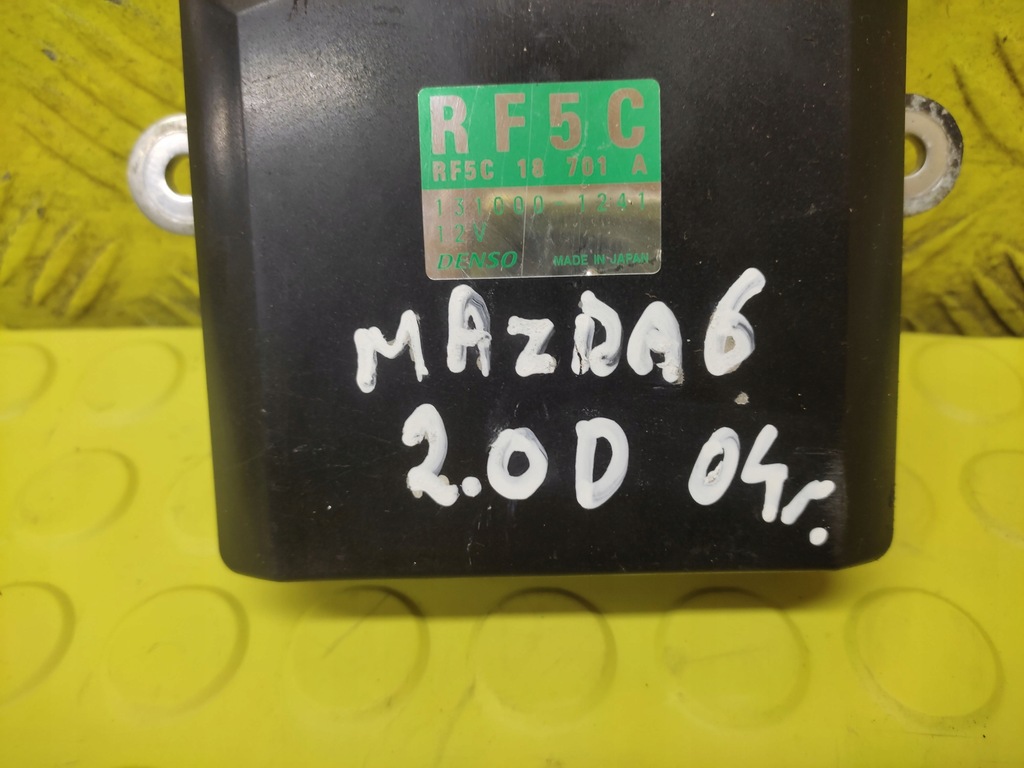 RF5C
RF5C 18 701 A
131000-1241
12V
DENSO MADE IN JAPAN
MAZDA6
2.0D 04r.